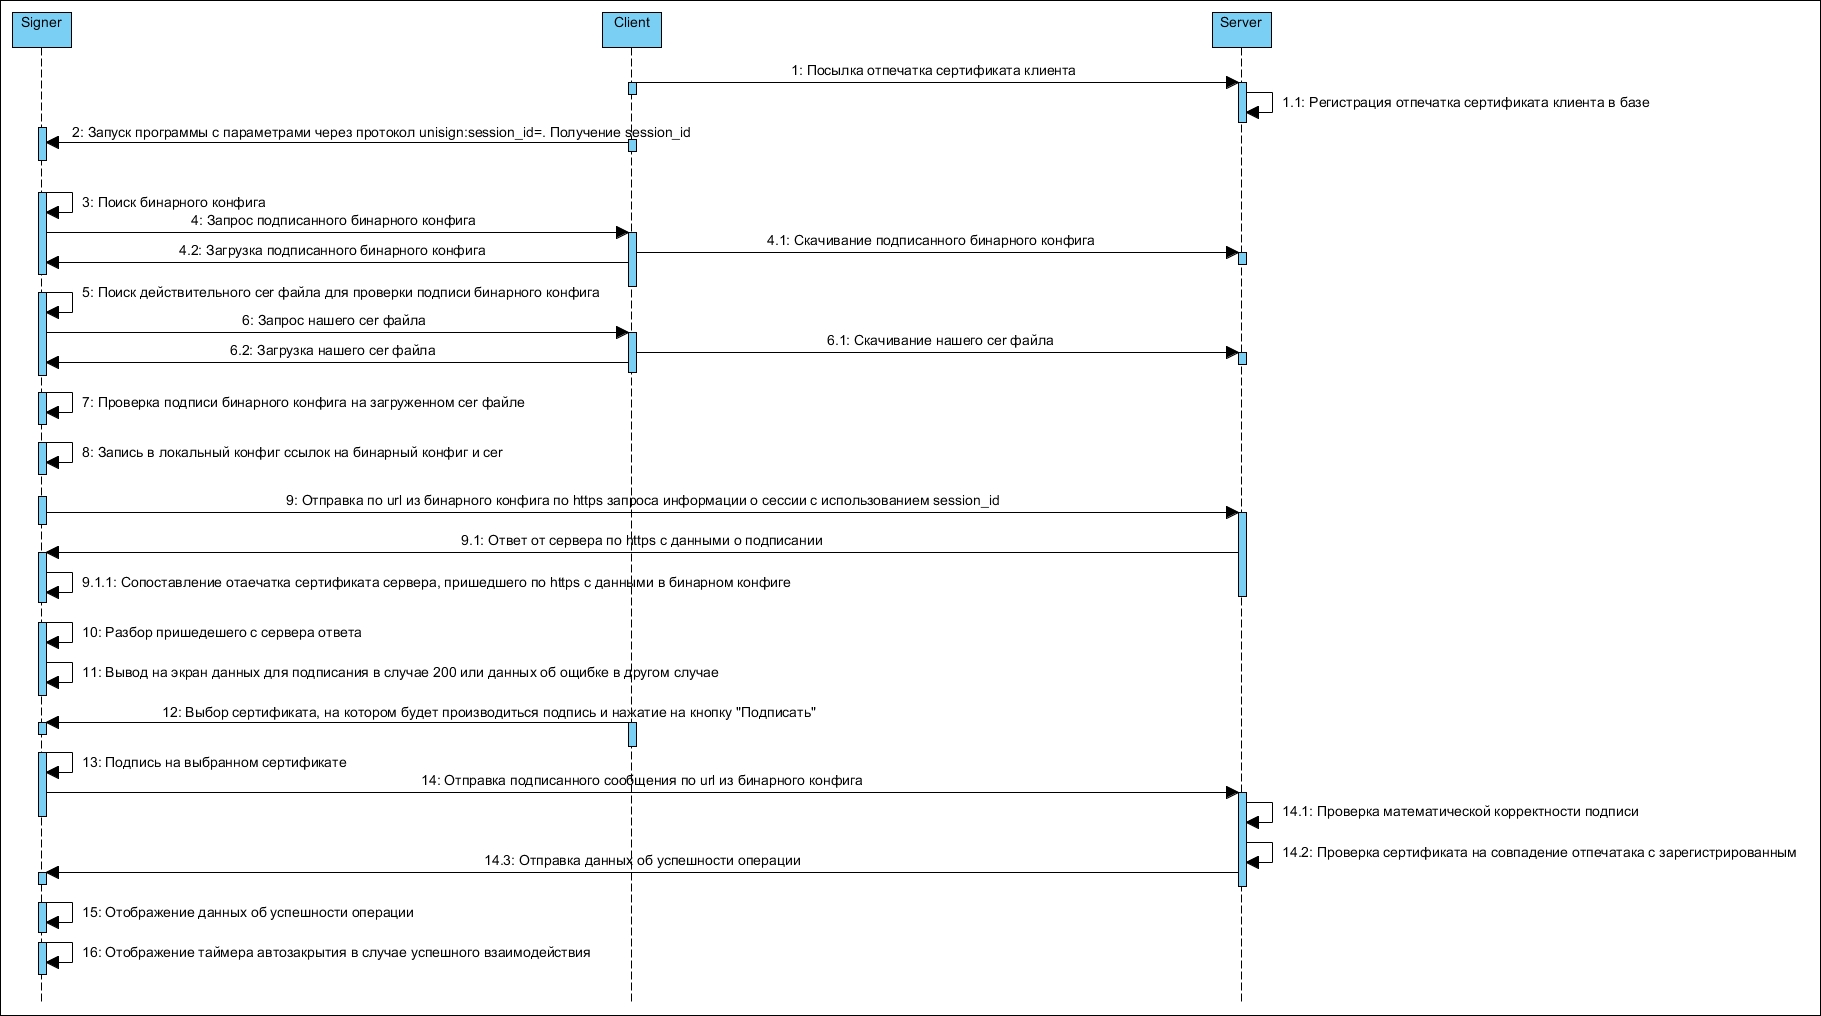 Signer
Client
Server
1: Посылка отпечатка сертификата клиента
1.1: Регистрация отпечатка сертификата клиента в базе
2: Запуск программы с параметрами через протокол unisign:session_id=. Получение session_id
3: Поиск бинарного конфига
4: Запрос подписанного бинарного конфига
4.1: Скачивание подписанного бинарного конфига
4.2: Загрузка подписанного бинарного конфига
5: Поиск действительного cer файла для проверки подписи бинарного конфига
6: Запрос нашего cer файла
6.1: Скачивание нашего cer файла
6.2: Загрузка нашего cer файла
7: Проверка подписи бинарного конфига на загруженном cer файле
8: Запись в локальный конфиг ссылок на бинарный конфиг и cer
9: Отправка по url из бинарного конфига по https запроса информации о сессии с использованием session_id
9.1: Ответ от сервера по https с данными о подписании
9.1.1: Сопоставление отаечатка сертификата сервера, пришедшего по https с данными в бинарном конфиге
10: Разбор пришедешего с сервера ответа
11: Вывод на экран данных для подписания в случае 200 или данных об ощибке в другом случае
12: Выбор сертификата, на котором будет производиться подпись и нажатие на кнопку "Подписать"
13: Подпись на выбранном сертификате
14: Отправка подписанного сообщения по url из бинарного конфига
14.1: Проверка математической корректности подписи
14.2: Проверка сертификата на совпадение отпечатака с зарегистрированным
14.3: Отправка данных об успешности операции
15: Отображение данных об успешности операции
16: Отображение таймера автозакрытия в случае успешного взаимодействия